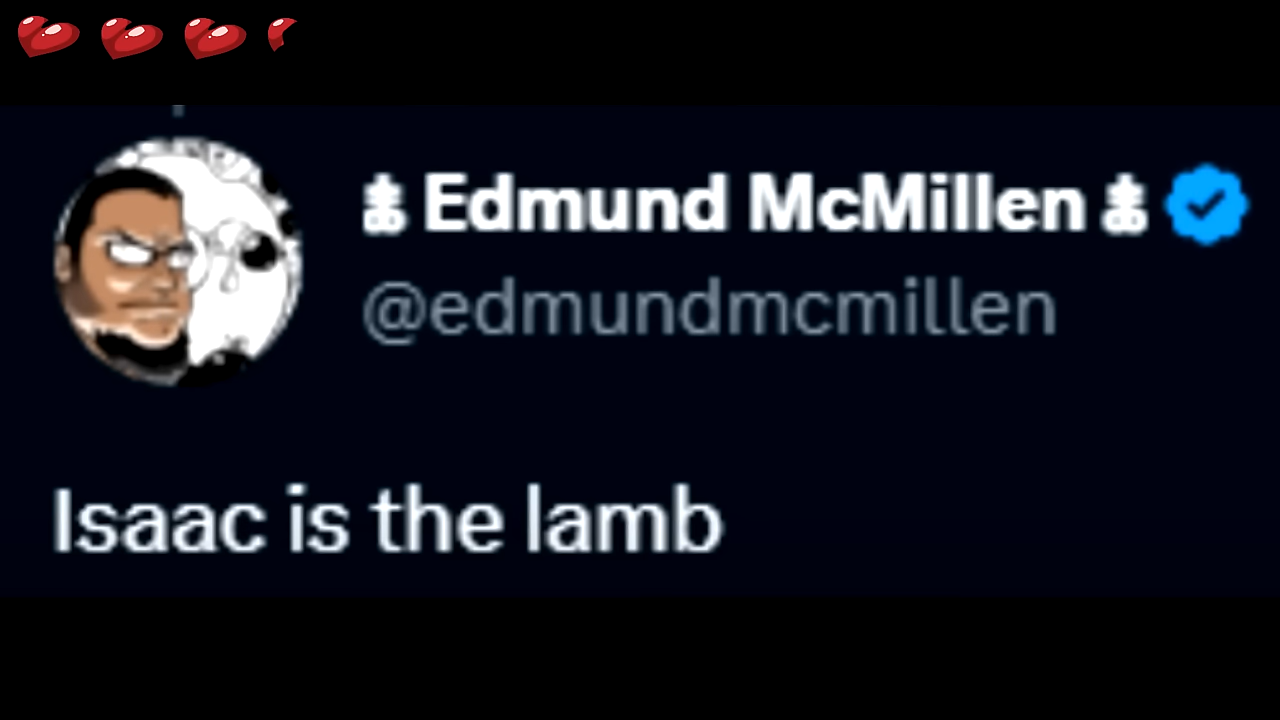 🜏 Edmund McMillen 🜏
@edmundmcmillen
Isaac is the lamb